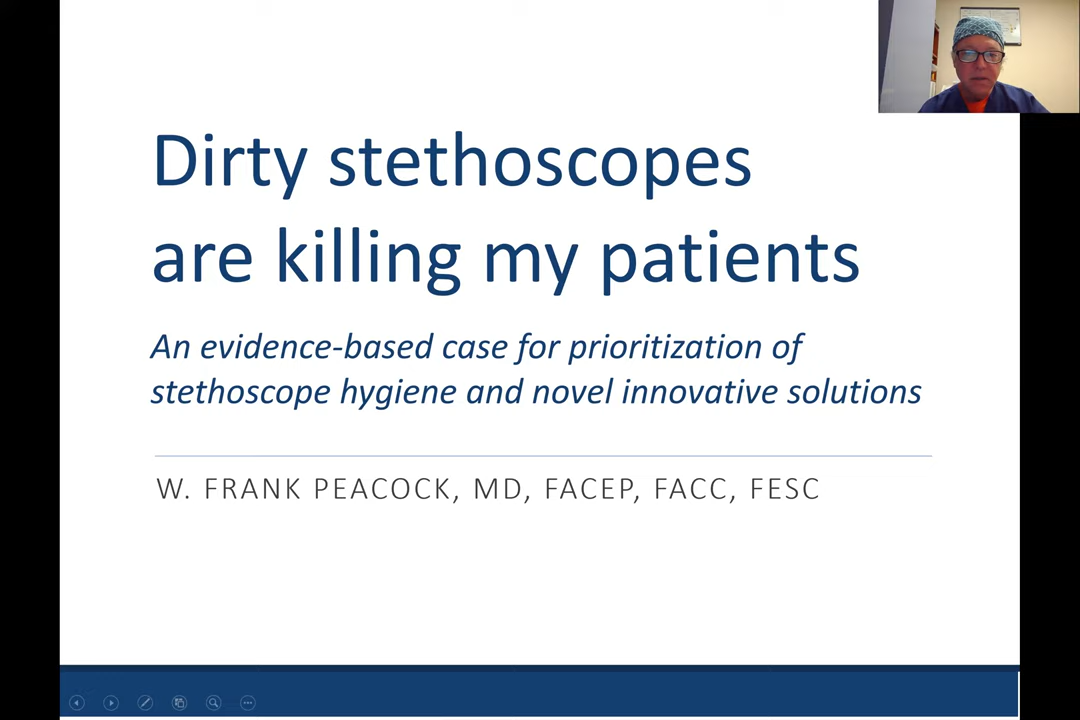 Dirty stethoscopes
are killing my patients
An evidence-based case for prioritization of
stethoscope hygiene and novel innovative solutions
W. FRANK PEACOCK, MD, FACEP, FACC, FESC